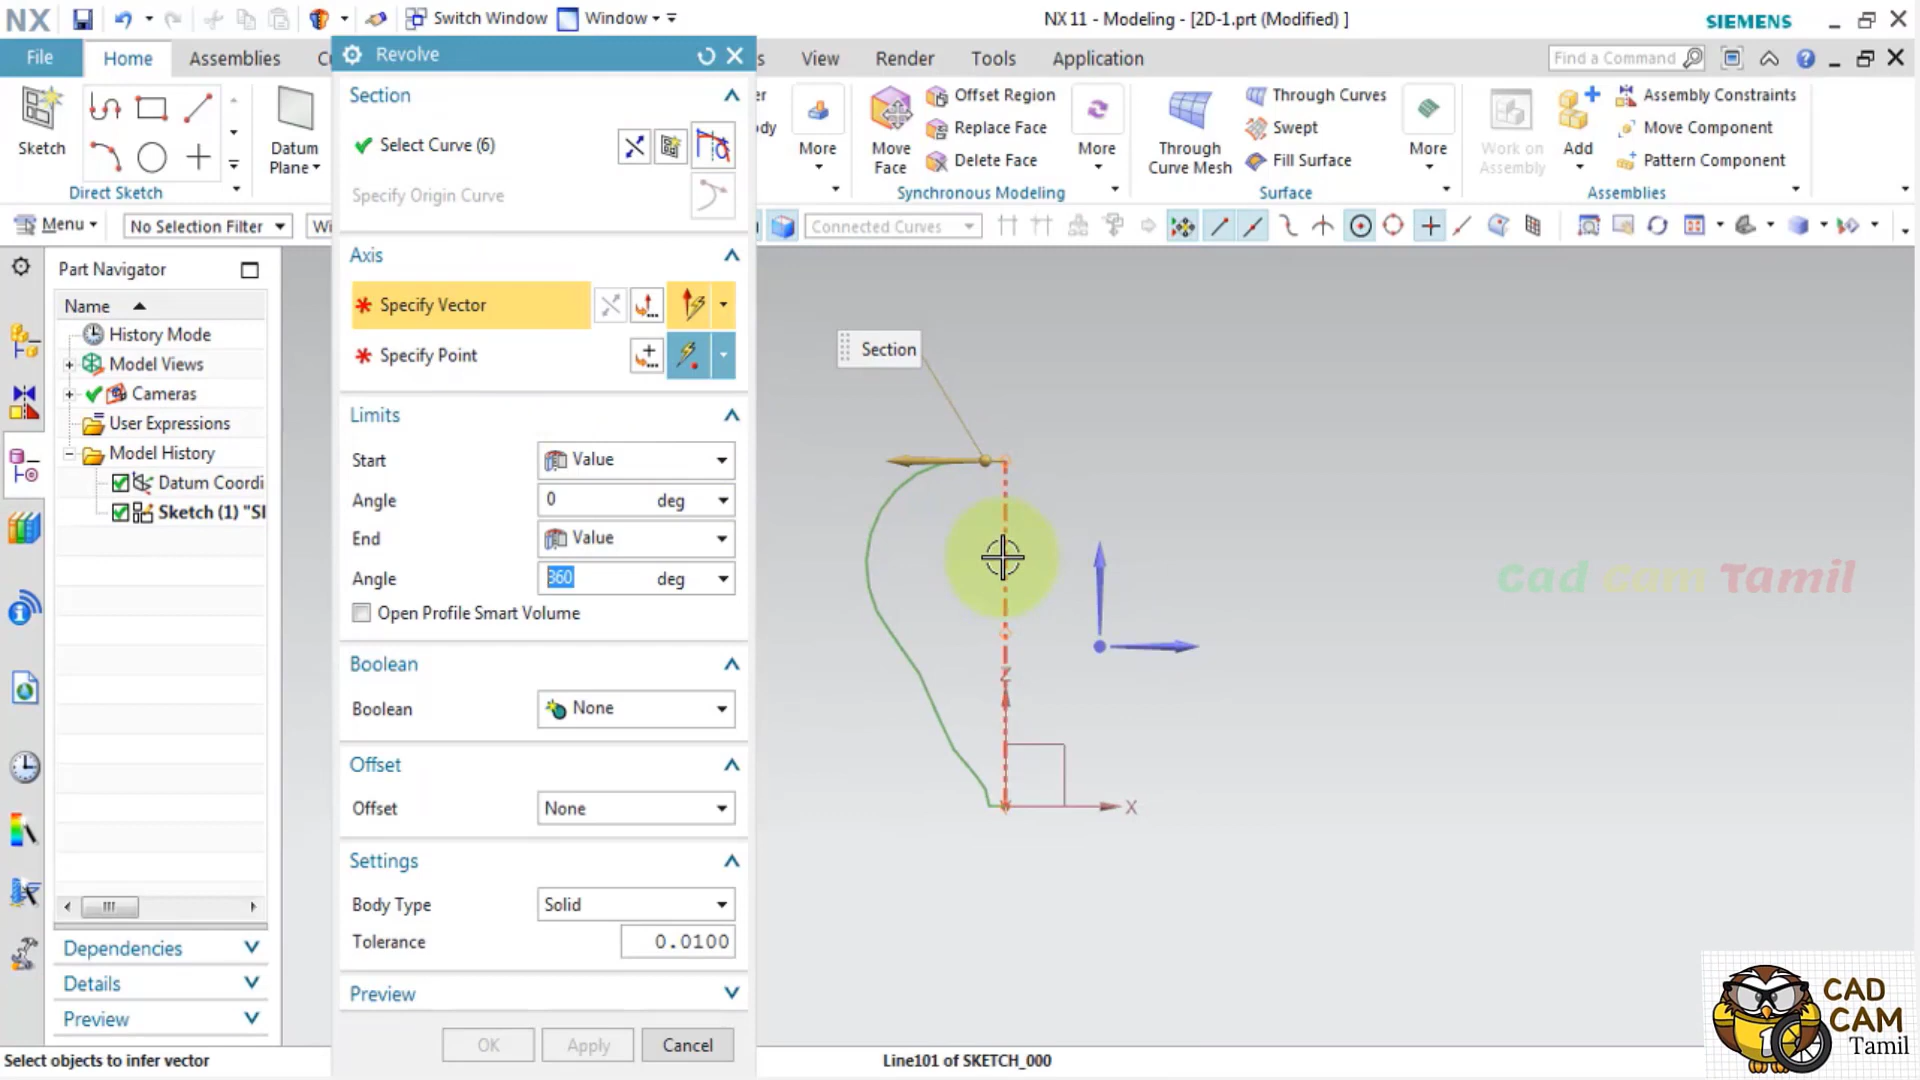 NX
Switch Window
Window
NX 11 - Modeling - [2D-1.prt (Modified) ]
SIEMENS
File
Home
Assemblies
Revolve
View
Render
Tools
Application
Find a Command
Sketch
Direct Sketch
Datum
Plane
More
Move
Face
Offset Region
Replace Face
Delete Face
More
Synchronous Modeling
Through
Curve Mesh
Through Curves
Swept
Fill Surface
More
Surface
Work on
Assembly
Add
Assembly Constraints
Move Component
Pattern Component
Assemblies
Menu
No Selection Filter
Wi
Connected Curves
Part Navigator
Name
History Mode
Model Views
Cameras
User Expressions
Model History
Datum Coordi
Sketch (1) "SI
Dependencies
Details
Preview
Section
Select Curve (6)
Specify Origin Curve
Axis
Specify Vector
Specify Point
Limits
Start
Value
Angle
0
deg
End
Value
Angle
360
deg
Open Profile Smart Volume
Boolean
Boolean
None
Offset
Offset
None
Settings
Body Type
Solid
Tolerance
0.0100
Preview
OK
Apply
Cancel
Section
Z
X
Cad Cam Tamil
CAD
CAM
Tamil
Select objects to infer vector
Line101 of SKETCH_000